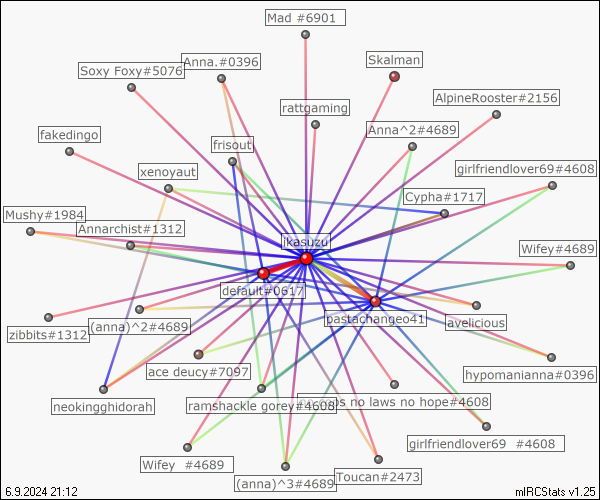 Mad #6901
Skalman
Anna.#0396
Soxy Foxy#5076
AlpineRooster#2156
rattgaming
Anna^2#4689
fakedingo
frisout
xenoyaut
girlfriendlover69#4608
Cypha#1717
Mushy#1984
Annarchist#1312
ikasuzu
Wifey#4689
default#0617
pastachangeo41
avelicious
(anna)^2#4689
zibbits#1312
ace deucy#7097
hypomanianna#0396
no laws no hope#4608
ramshackle gorey#4608
neokingghidorah
girlfriendlover69 #4608
Wifey #4689
Toucan#2473
(anna)^3#4689
6.9.2024 21:12
mIRCStats v1.25